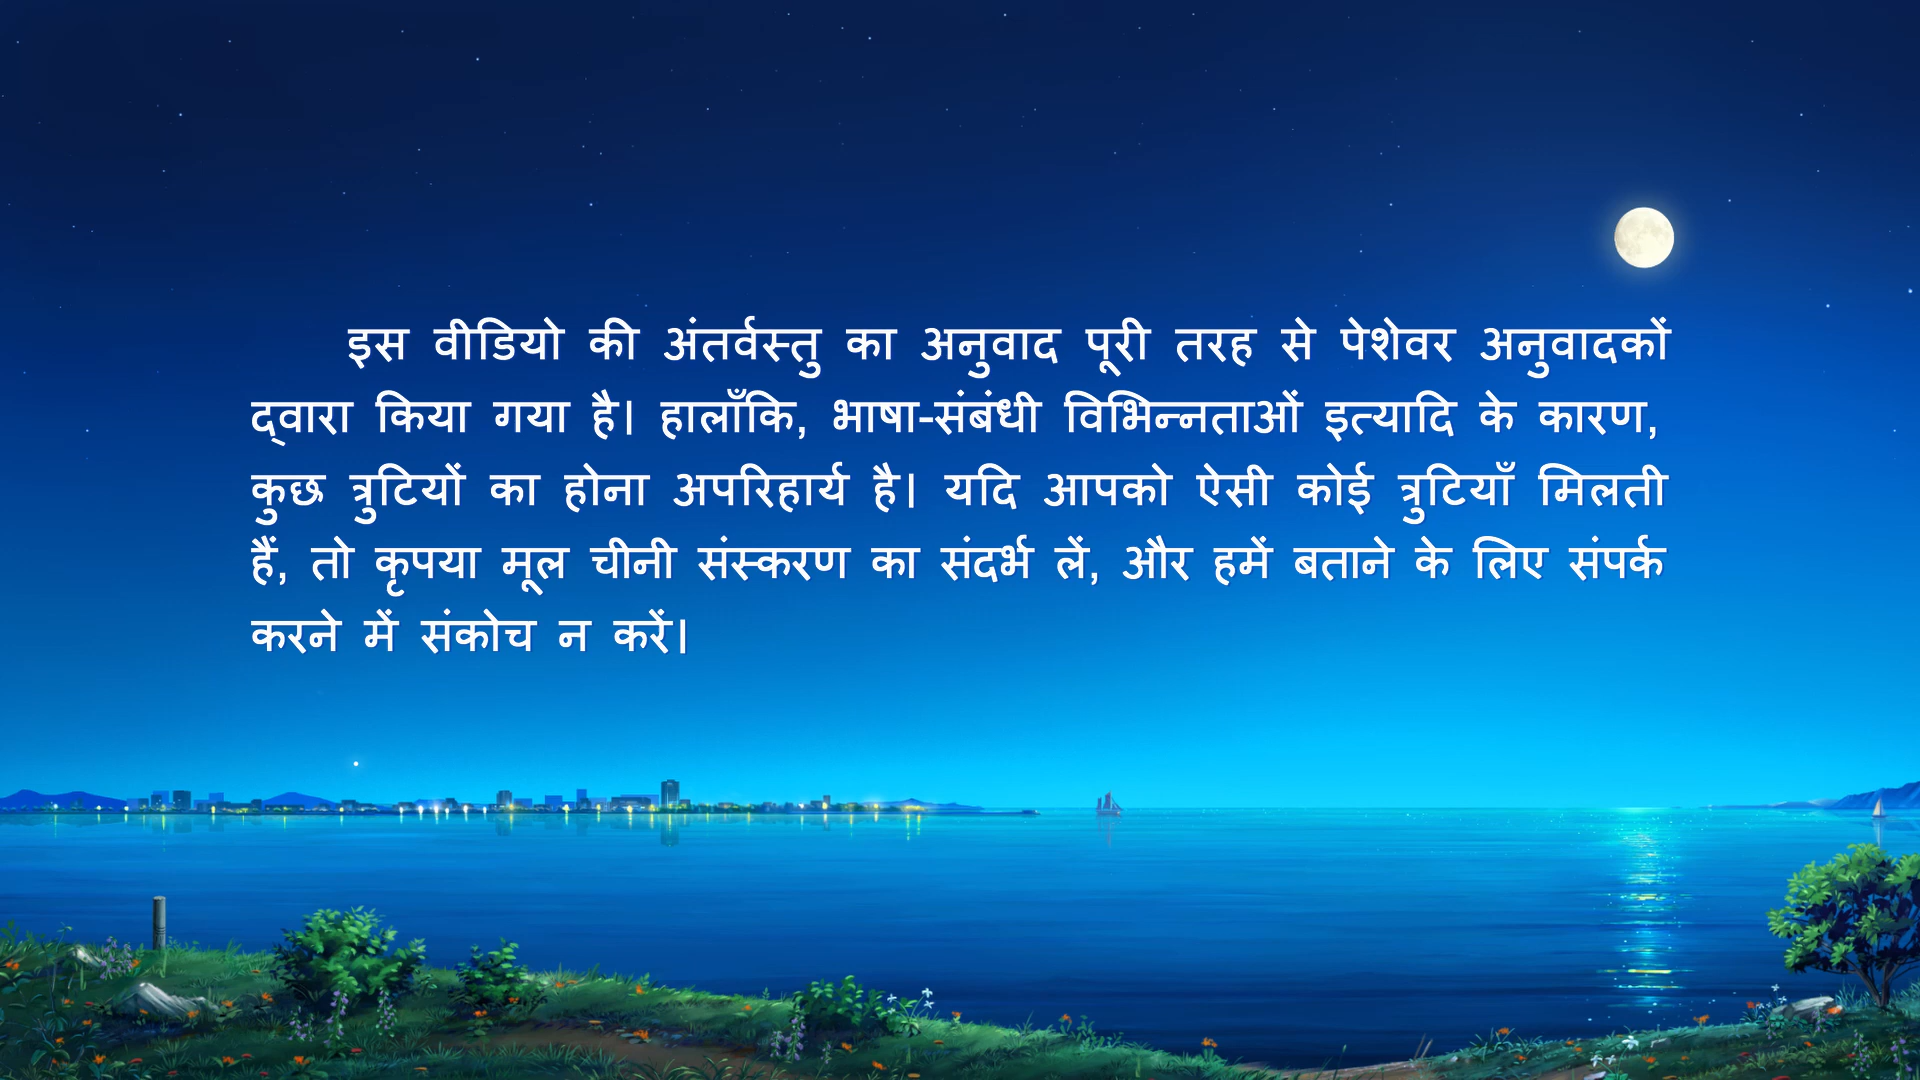 इस वीडियो की अंतर्वस्तु का अनुवाद पूरी तरह से पेशेवर अनुवादकों
द्वारा किया गया है। हालाँकि, भाषा-संबंधी विभिन्नताओं इत्यादि के कारण,
कुछ त्रुटियों का होना अपरिहार्य है। यदि आपको ऐसी कोई त्रुटियाँ मिलती
हैं, तो कृपया मूल चीनी संस्करण का संदर्भ लें, और हमें बताने के लिए संपर्क
करने में संकोच न करें।